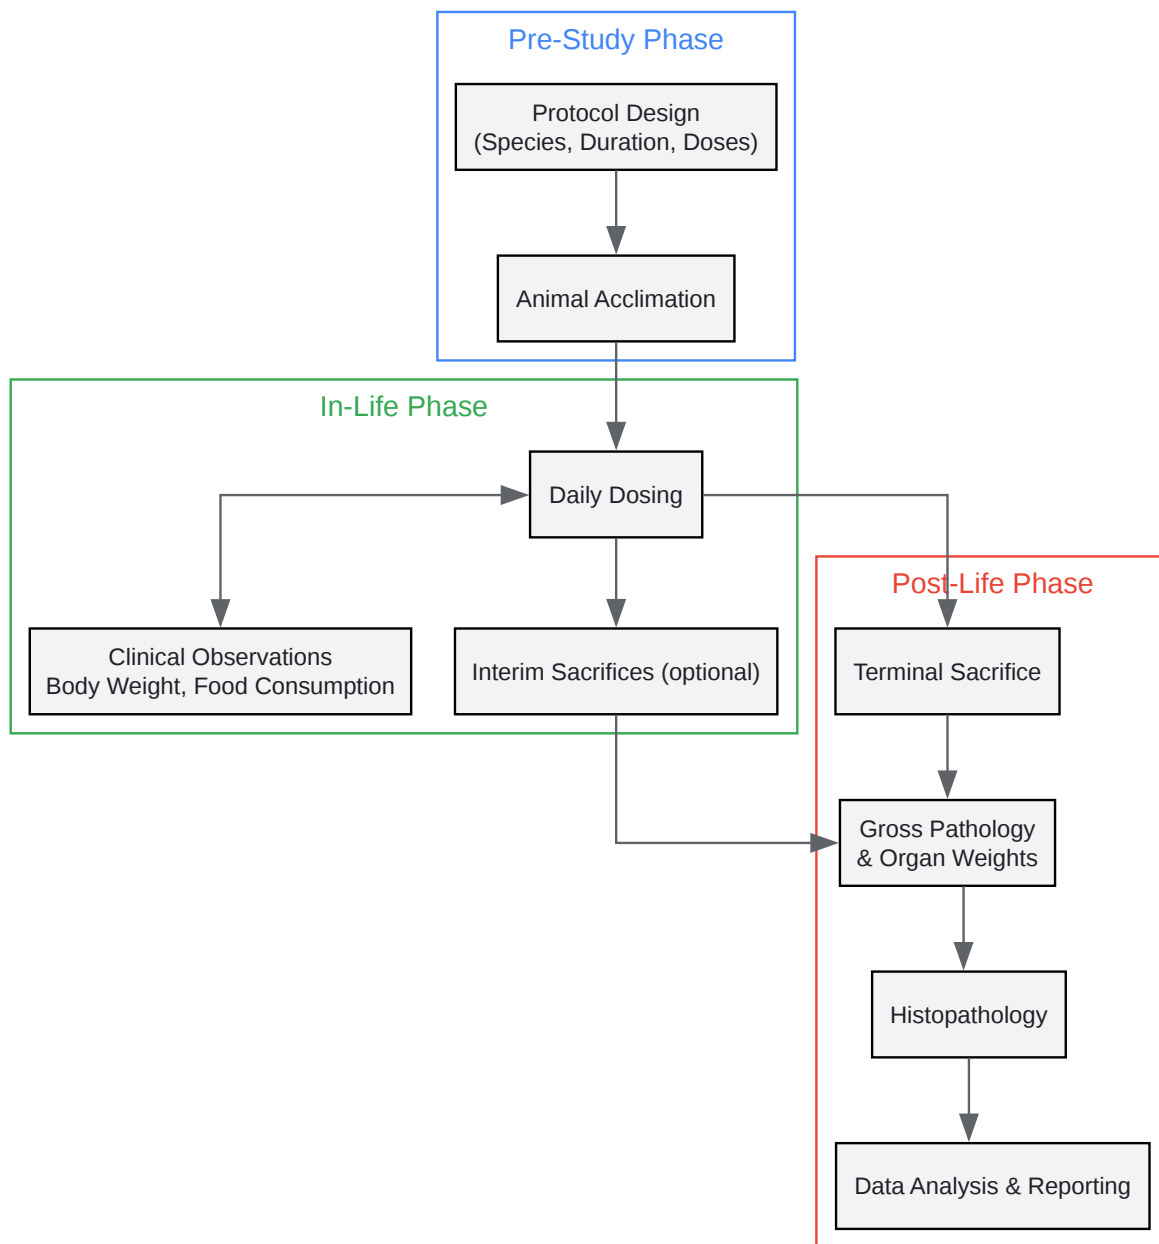 Pre-Study Phase
Protocol Design
(Species, Duration, Doses)
Animal Acclimation
In-Life Phase
Daily Dosing
Clinical Observations
Body Weight, Food Consumption
Interim Sacrifices (optional)
Post-Life Phase
Terminal Sacrifice
Gross Pathology
& Organ Weights
Histopathology
Data Analysis & Reporting